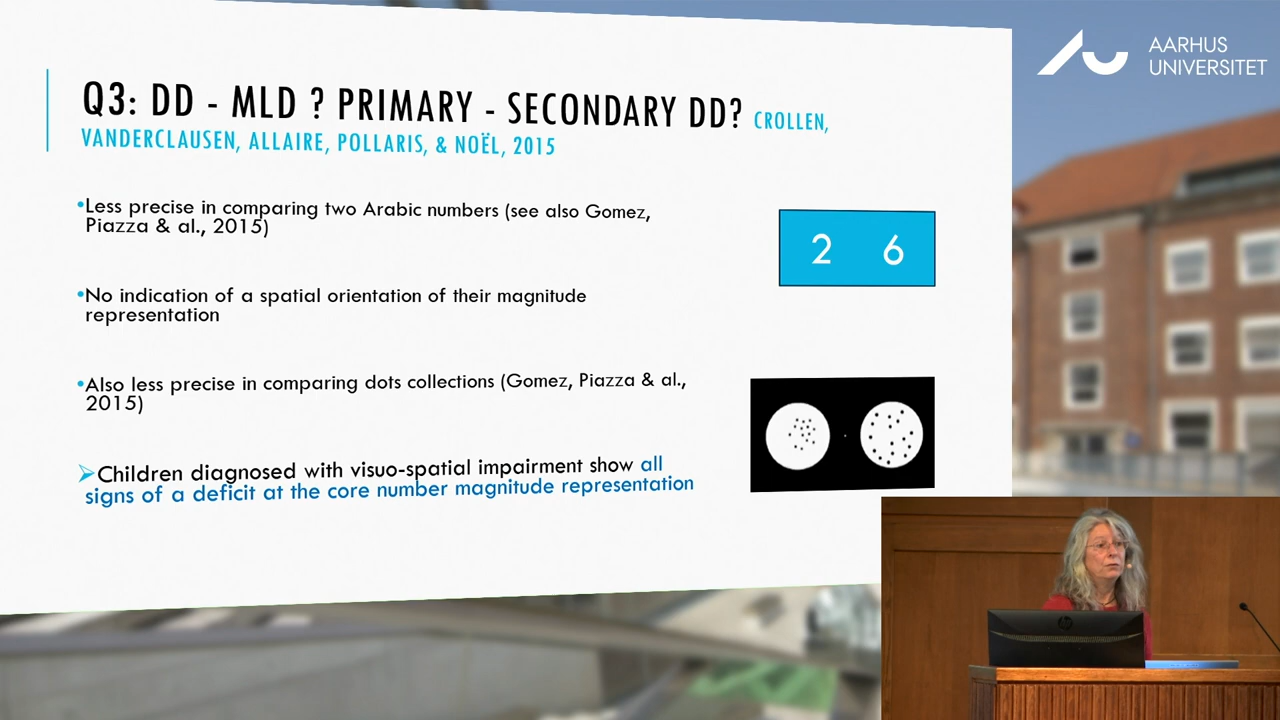 AARHUS
UNIVERSITET
Q3: DD - MLD ? PRIMARY - SECONDARY DD? CROLLEN,
VANDERCLAUSEN, ALLAIRE, POLLARIS, & NOËL, 2015
•Less precise in comparing two Arabic numbers (see also Gomez,
Piazza & al., 2015)
2 6
•No indication of a spatial orientation of their magnitude
representation
•Also less precise in comparing dots collections (Gomez, Piazza & al.,
2015)
➢Children diagnosed with visuo-spatial impairment show all
signs of a deficit at the core number magnitude representation
hp